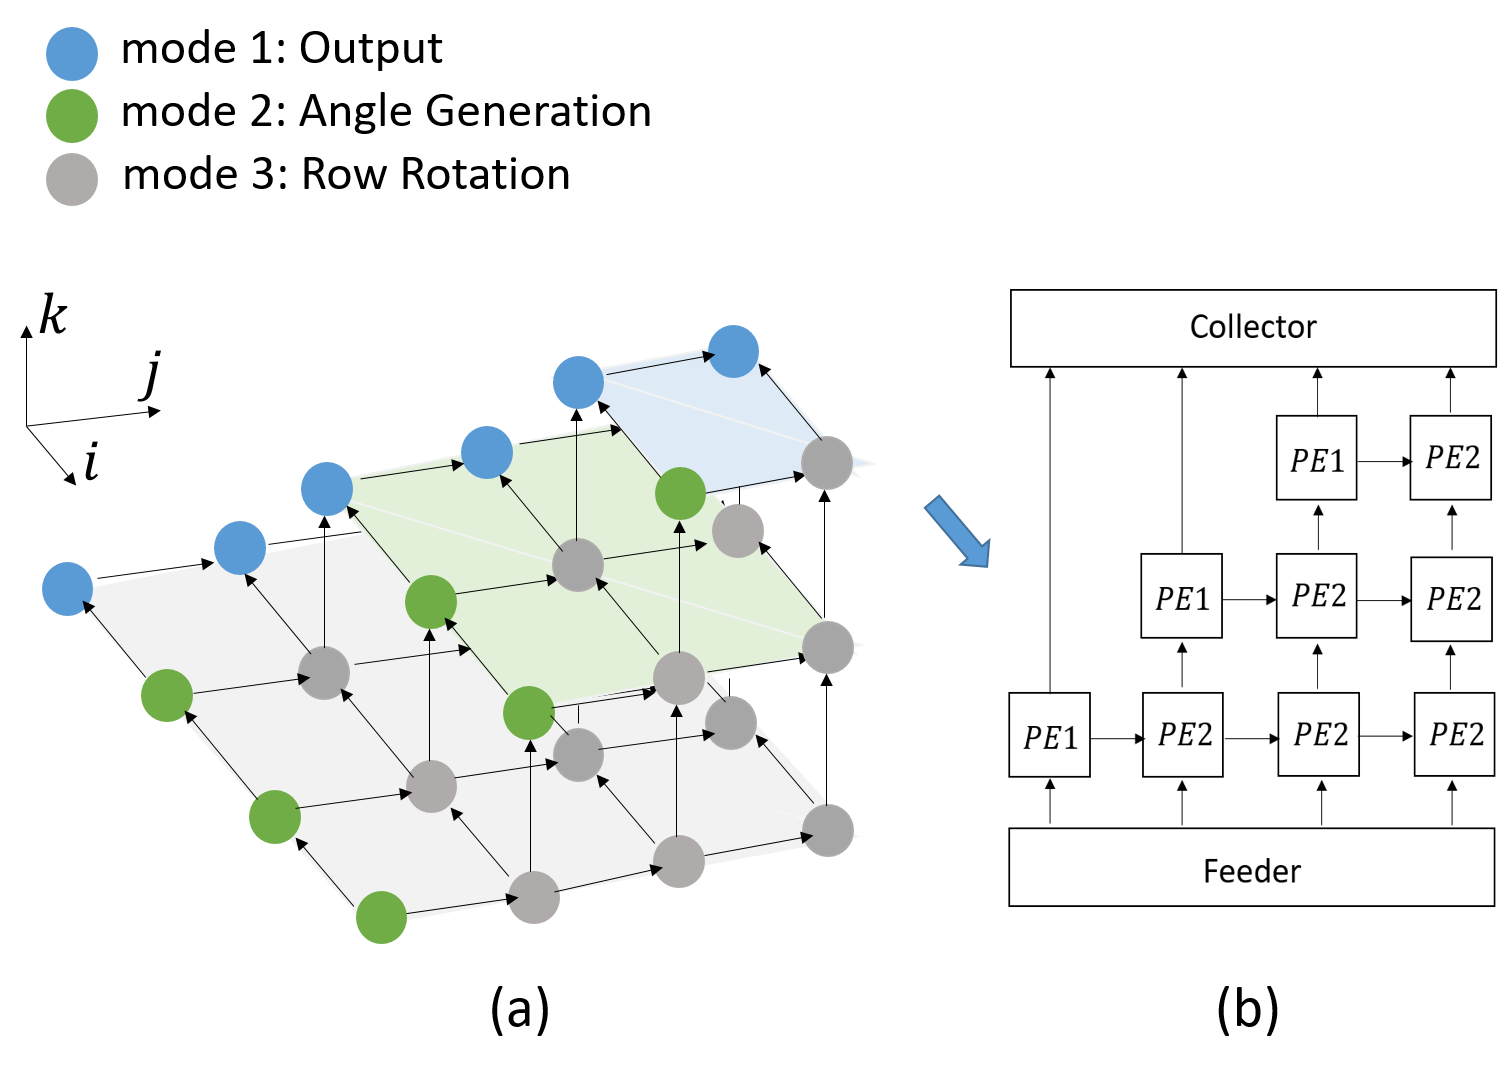 mode 1: Output
mode 2: Angle Generation
mode 3: Row Rotation
k
j
i
Collector
PE1 PE2
PE1 PE2 PE2
PE1 PE2 PE2 PE2
Feeder
(a) (b)